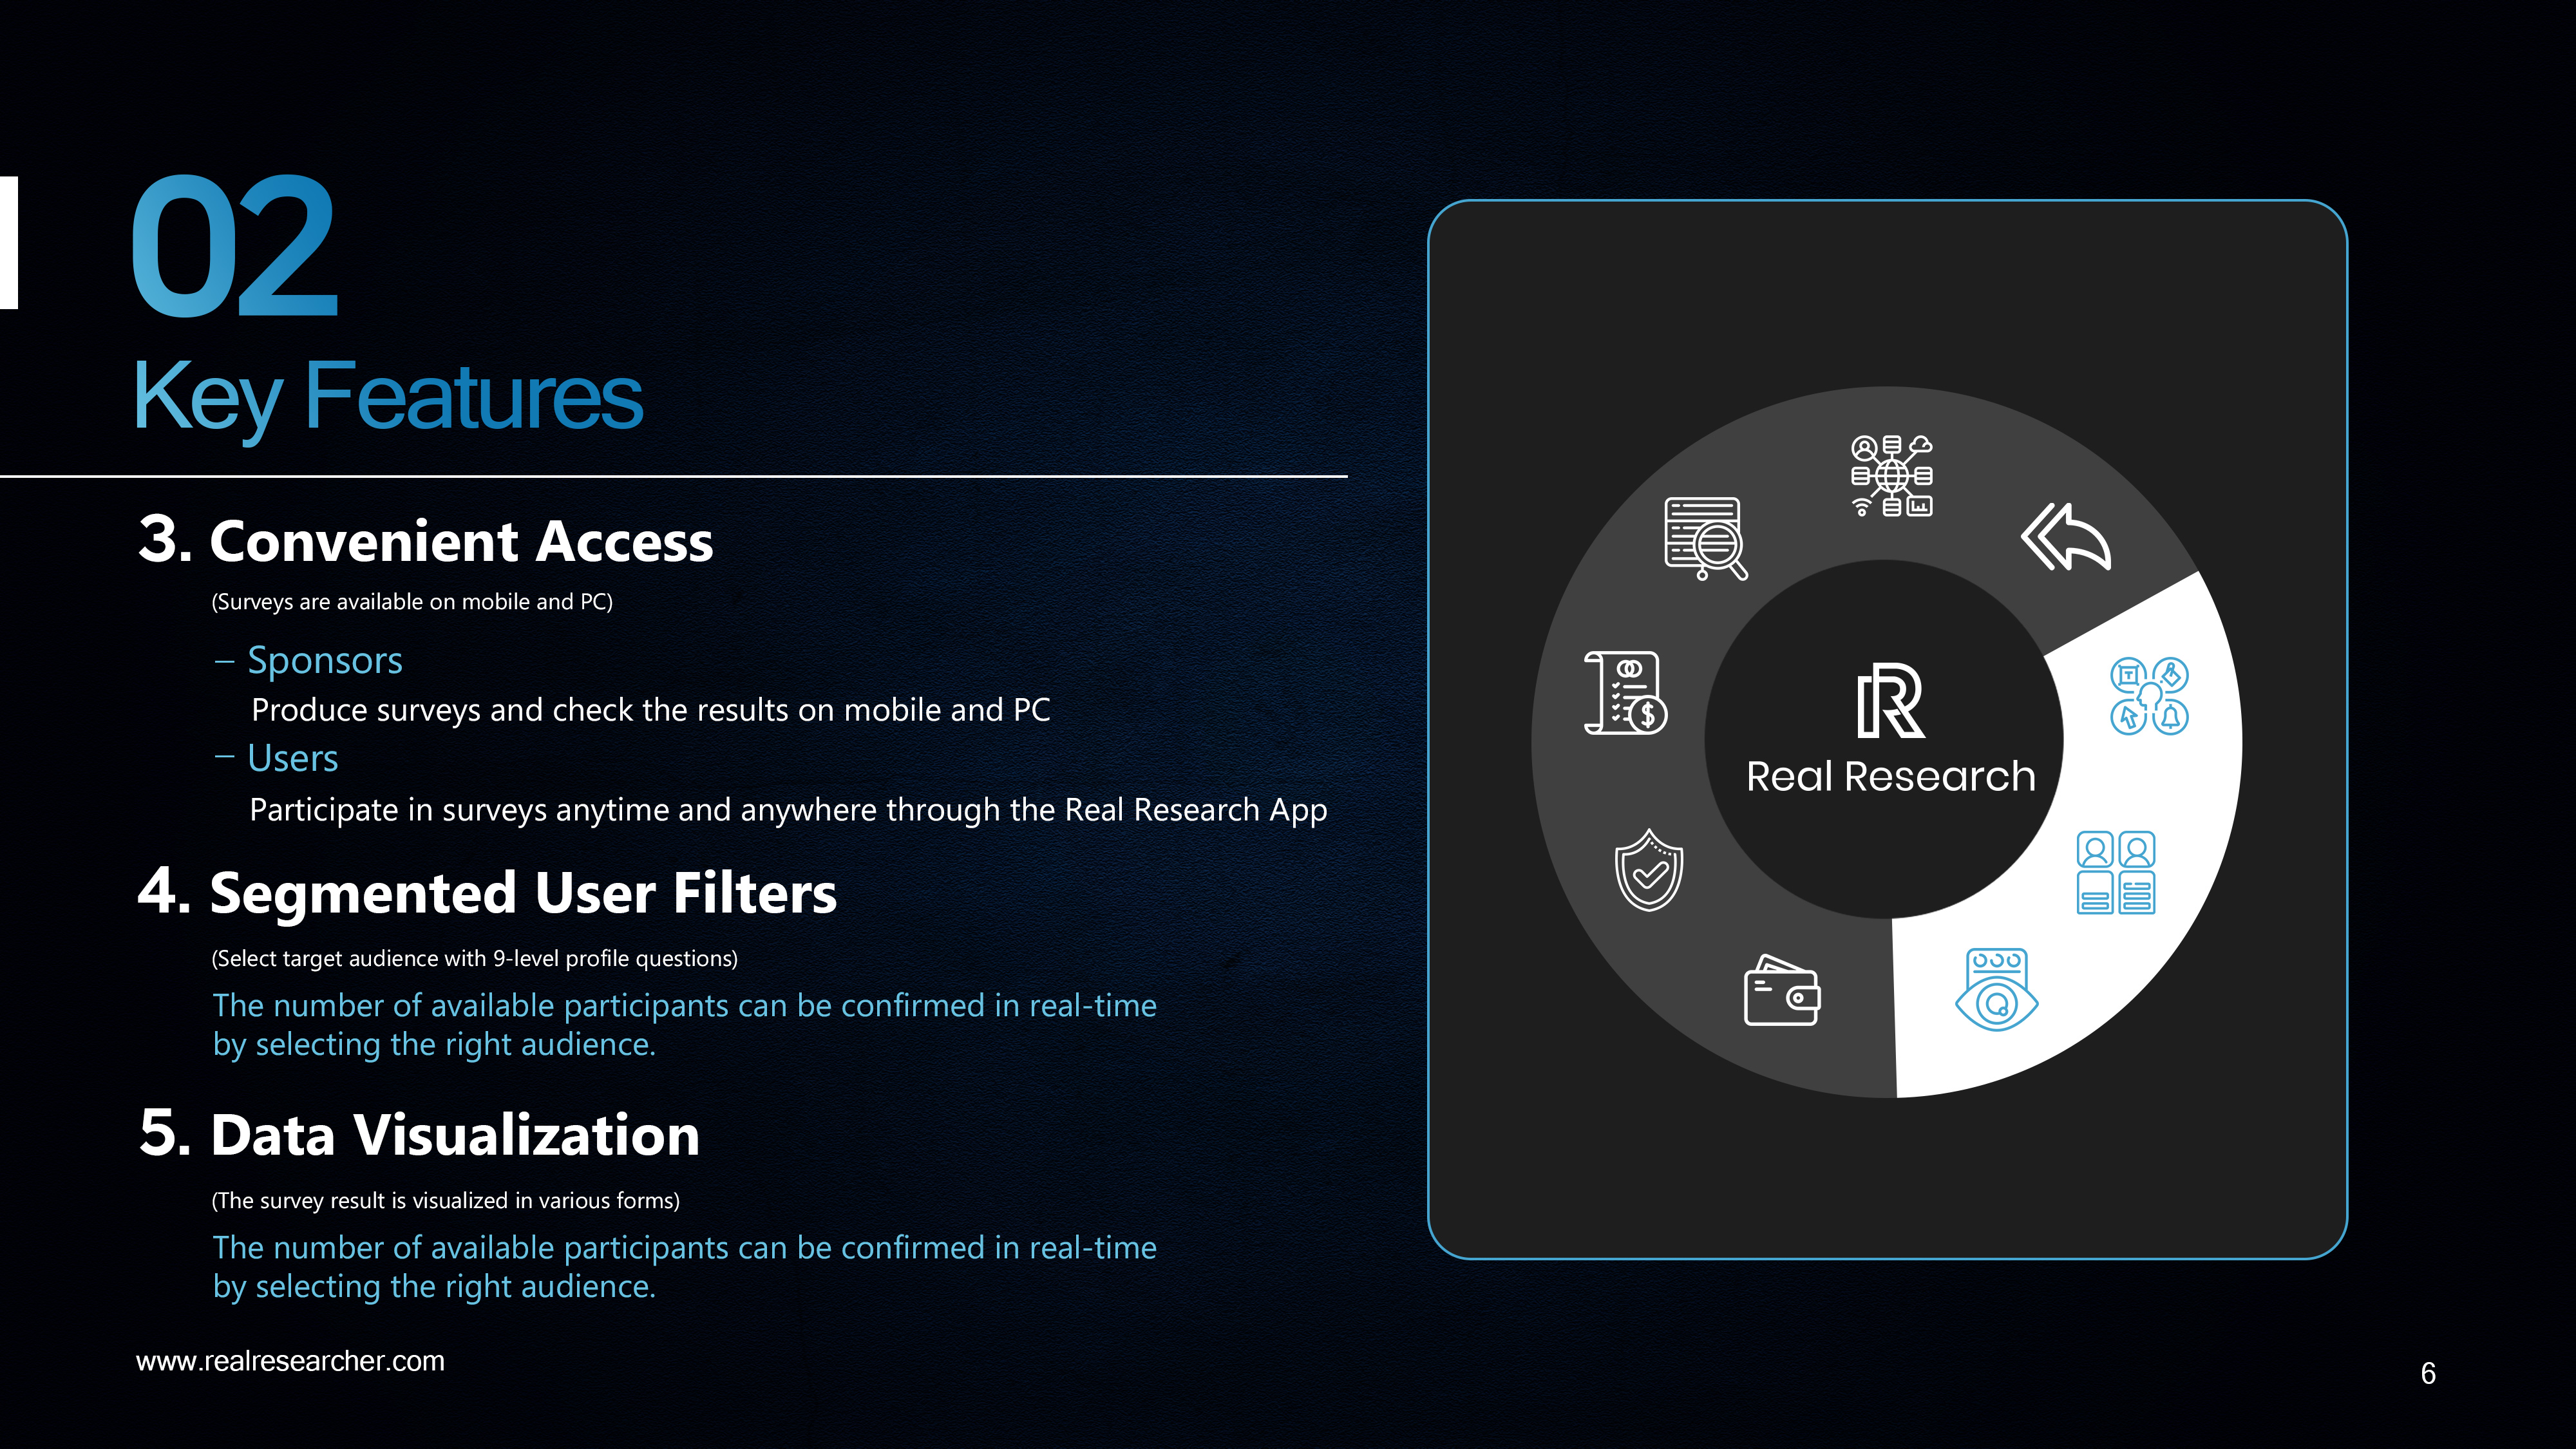 02
Key Features
3. Convenient Access
(Surveys are available on mobile and PC)
– Sponsors
Produce surveys and check the results on mobile and PC
– Users
Participate in surveys anytime and anywhere through the Real Research App
4. Segmented User Filters
(Select target audience with 9-level profile questions)
The number of available participants can be confirmed in real-time
by selecting the right audience.
5. Data Visualization
(The survey result is visualized in various forms)
The number of available participants can be confirmed in real-time
by selecting the right audience.
Real Research
www.realresearcher.com
6